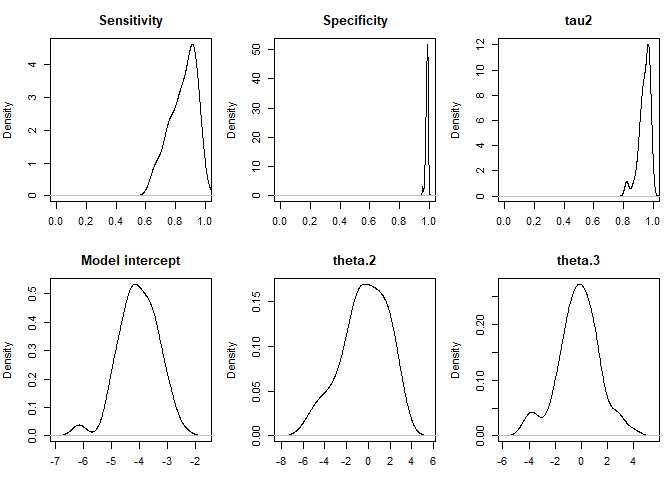 Sensitivity
Density
0 1 2 3 4
0.0 0.2 0.4 0.6 0.8 1.0
Specificity
Density
0 10 20 30 40 50
0.0 0.2 0.4 0.6 0.8 1.0
tau2
Density
0 2 4 6 8 10 12
0.0 0.2 0.4 0.6 0.8 1.0
Model intercept
Density
0.0 0.1 0.2 0.3 0.4 0.5
-7 -6 -5 -4 -3 -2
theta.2
Density
0.00 0.05 0.10 0.15
-8 -6 -4 -2 0 2 4 6
theta.3
Density
0.00 0.10 0.20
-6 -4 -2 0 2 4